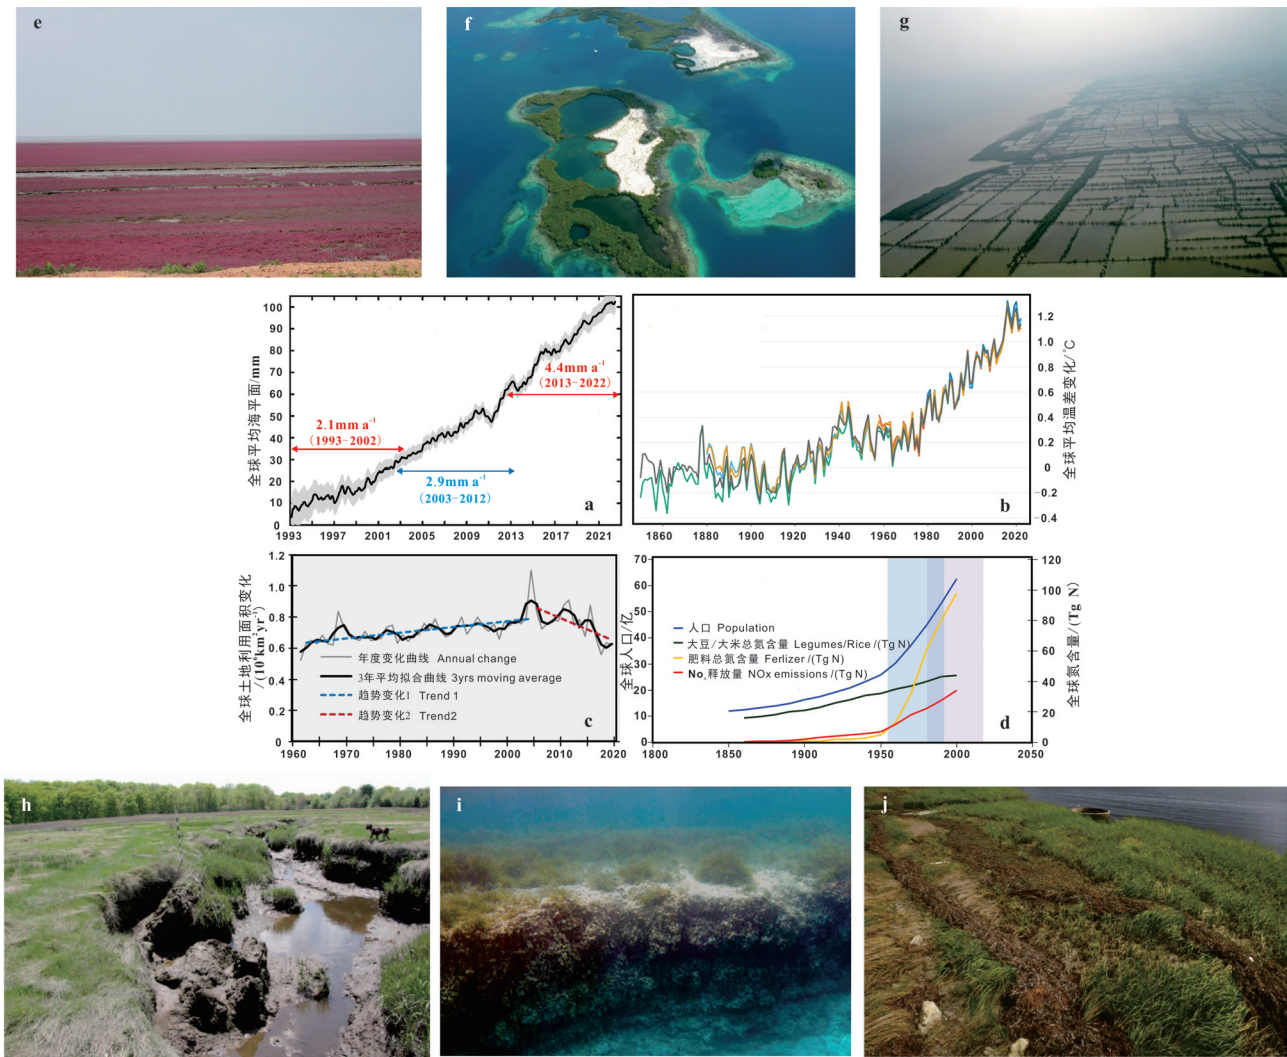 e
f
g
全球平均海平面/mm
100
90
80
70
60
50
40
30
20
10
0
4.4mm a⁻¹
(2013-2022)
2.1mm a⁻¹
(1993-2002)
2.9mm a⁻¹
(2003-2012)
a
1993
1997
2001
2005
2009
2013
2017
2021
1.2
1.0
0.8
0.6
0.4
0.2
0
-0.2
0.4
全球平均温差变化/℃
b
1860
1880
1900
1920
1940
1960
1980
2000
2020
全球土地利用面积变化
/(10⁶km²yr⁻¹)
1.2
1.0
0.8
0.6
0.4
0.2
0
年度变化曲线 Annual change
3年平均拟合曲线 3yrs moving average
趋势变化1 Trend 1
趋势变化2 Trend2
c
1960
1970
1980
1990
2000
2010
2020
全球人口/亿
70
60
50
40
30
20
10
0
人口 Population
大豆/大米总氮含量 Legumes/Rice /(Tg N)
肥料总氮含量 Ferlizer /(Tg N)
Noₓ释放量 NOx emissions /(Tg N)
d
120
100
80
60
40
20
0
全球氮含量/(Tg N)
1800
1850
1900
1950
2000
2050
h
i
j